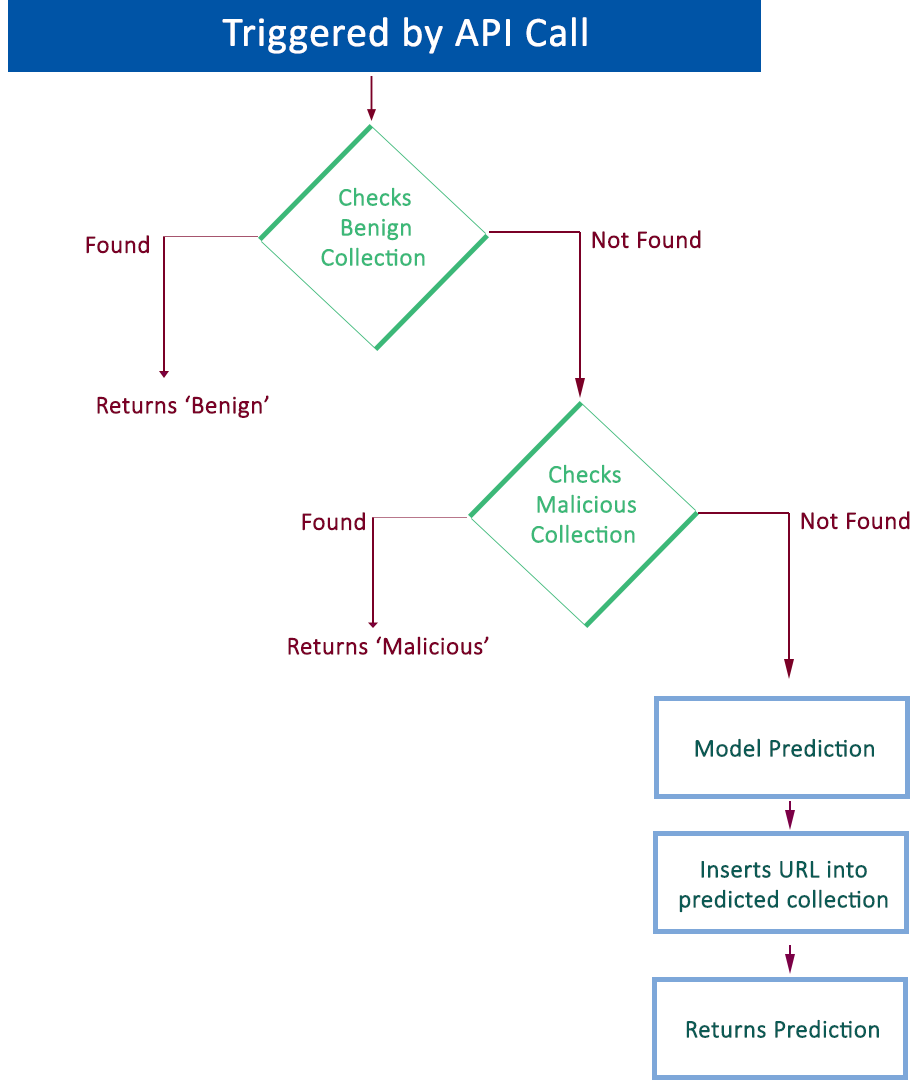 Triggered by API Call
Checks
Benign
Collection
Found
Not Found
Returns ‘Benign’
Checks
Malicious
Collection
Found
Not Found
Returns ‘Malicious’
Model Prediction
Inserts URL into
predicted collection
Returns Prediction